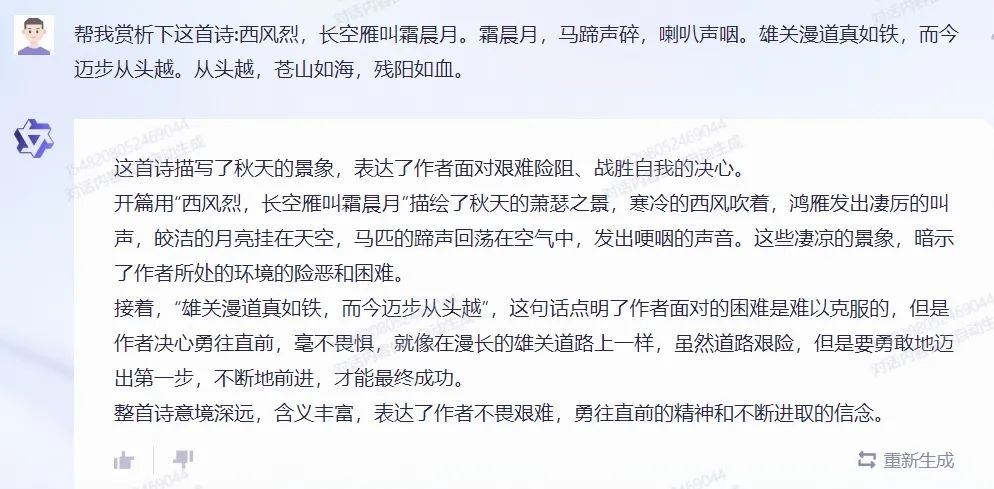 帮我赏析下这首诗:西风烈，长空雁叫霜晨月。霜晨月，马蹄声碎，喇叭声咽。雄关漫道真如铁，而今
迈步从头越。从头越，苍山如海，残阳如血。
这首诗描写了秋天的景象，表达了作者面对艰难险阻、战胜自我的决心。
开篇用“西风烈，长空雁叫霜晨月”描绘了秋天的萧瑟之景，寒冷的西风吹着，鸿雁发出凄厉的叫
声，皎洁的月亮挂在天空，马匹的蹄声回荡在空气中，发出哽咽的声音。这些凄凉的景象，暗示
了作者所处的环境的险恶和困难。
接着，“雄关漫道真如铁，而今迈步从头越”，这句话点明了作者面对的困难是难以克服的，但是
作者决心勇往直前，毫不畏惧，就像在漫长的雄关道路上一样，虽然道路艰险，但是要勇敢地迈
出第一步，不断地前进，才能最终成功。
整首诗意境深远，含义丰富，表达了作者不畏艰难，勇往直前的精神和不断进取的信念。
重新生成
1548208052469044
对话内容由自动生成